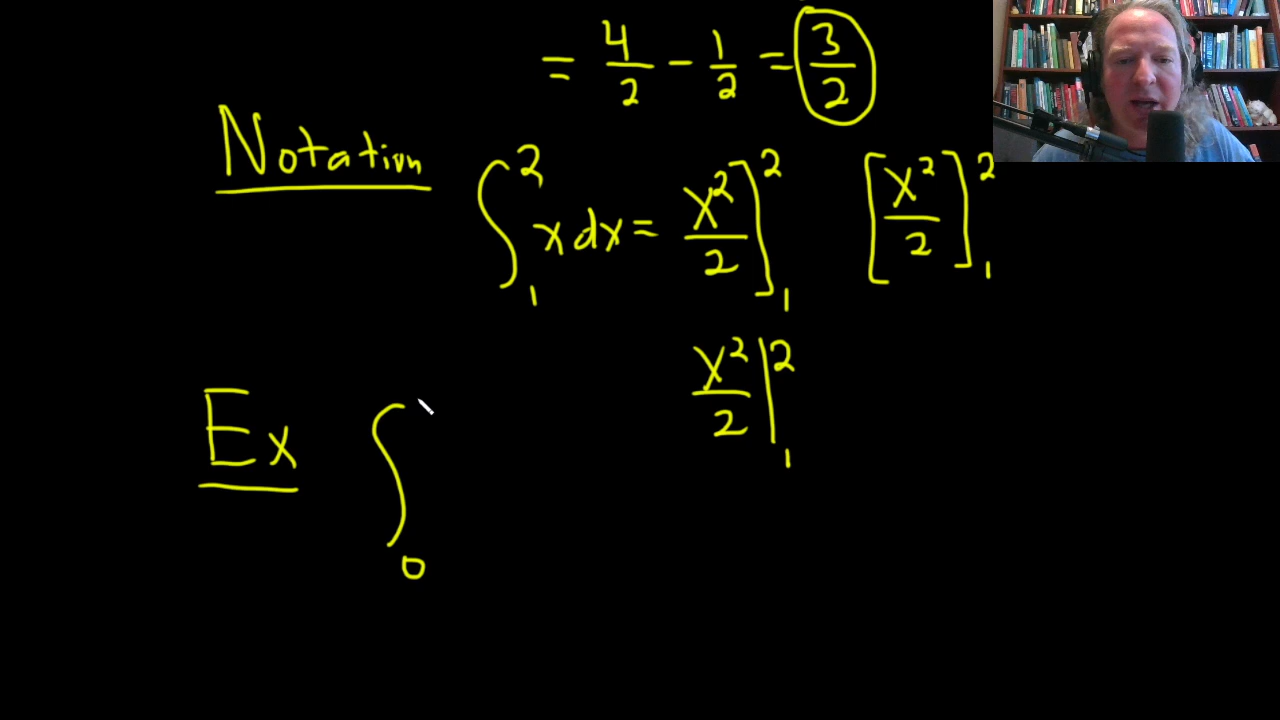 = 4/2 - 1/2 = 3/2
Notation ∫₁² x dx = x²/2]₁² [x²/2]₁²
x²/2|₁²
Ex ∫₀